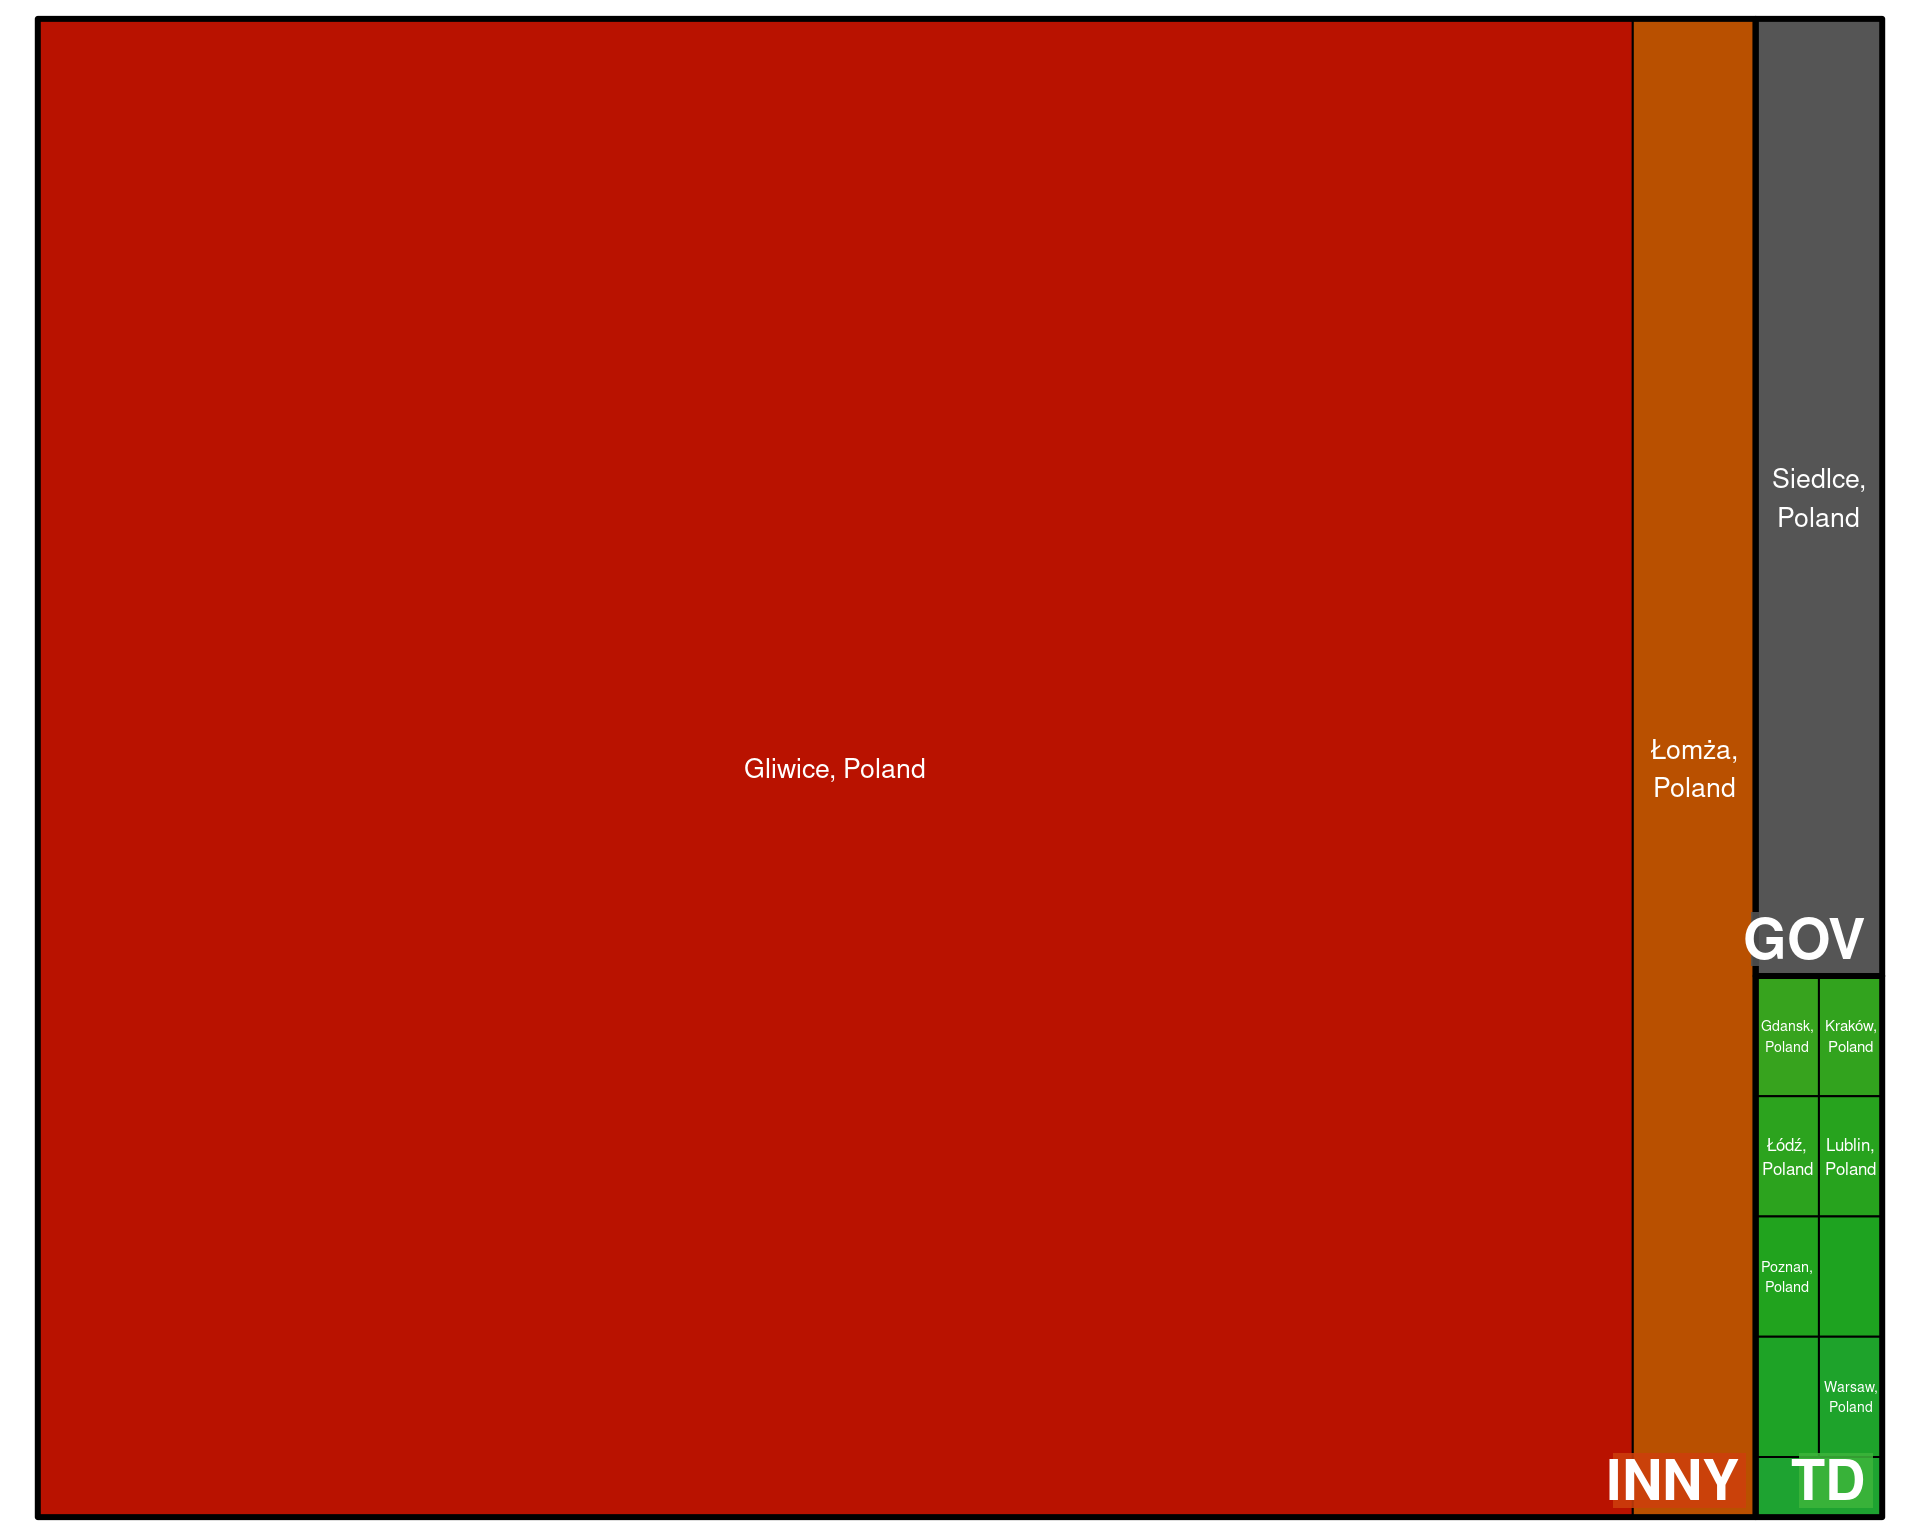 Gliwice, Poland
Łomża,
Poland
INNY
Siedlce,
Poland
GOV
Gdansk,
Poland
Kraków,
Poland
Łódź,
Poland
Lublin,
Poland
Poznan,
Poland
Warsaw,
Poland
TD